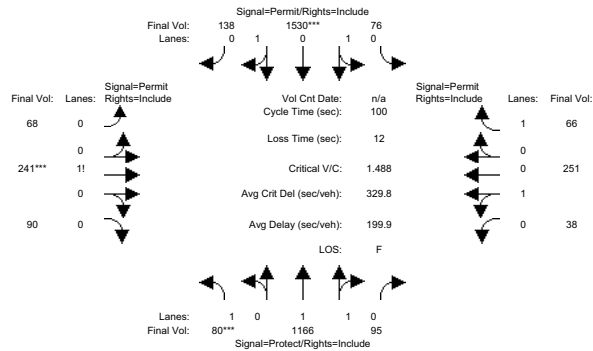 Signal=Permit/Rights=Include
Final Vol: 138 1530*** 76
Lanes: 0 1 0 1 0
Signal=Permit
Final Vol: Lanes: Rights=Include
Vol Cnt Date: n/a
Cycle Time (sec): 100
Signal=Permit
Rights=Include Lanes: Final Vol:
68 0
1 66
Loss Time (sec): 12
0
0
241*** 1!
Critical V/C: 1.488
0 251
0
Avg Crit Del (sec/veh): 329.8
1
90 0
Avg Delay (sec/veh): 199.9
0 38
LOS: F
Lanes: 1 0 1 1 0
Final Vol: 80*** 1166 95
Signal=Protect/Rights=Include